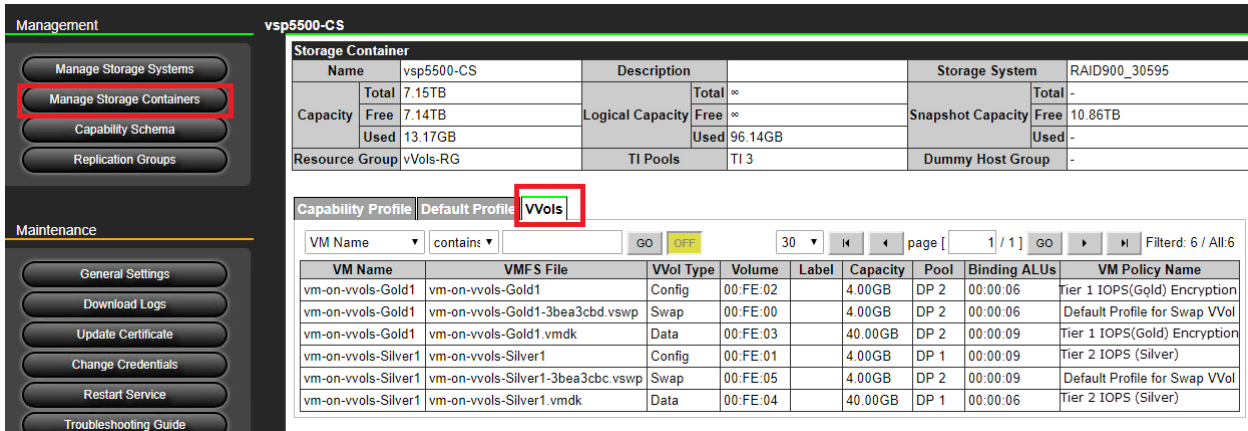 Management
vsp5500-CS
Manage Storage Systems
Manage Storage Containers
Capability Schema
Replication Groups
Maintenance
General Settings
Download Logs
Update Certificate
Change Credentials
Restart Service
Troubleshooting Guide
Storage Container
Name vsp5500-CS Description Storage System RAID900_30595
Capacity Total 7.15TB Logical Capacity Total ∞ Snapshot Capacity Total -
Free 7.14TB Free ∞ Free 10.86TB
Used 13.17GB Used 96.14GB Used -
Resource Group vVols-RG TI Pools TI 3 Dummy Host Group -
Capability Profile Default Profile VVols
VM Name contains GO OFF 30 page [ 1 / 1 ] GO Filterd: 6 / All:6
VM Name VMFS File VVol Type Volume Label Capacity Pool Binding ALUs VM Policy Name
vm-on-vvols-Gold1 vm-on-vvols-Gold1 Config 00:FE:02 4.00GB DP 2 00:00:06 Tier 1 IOPS(Gold) Encryption
vm-on-vvols-Gold1 vm-on-vvols-Gold1-3bea3cbd.vswp Swap 00:FE:00 4.00GB DP 2 00:00:06 Default Profile for Swap VVol
vm-on-vvols-Gold1 vm-on-vvols-Gold1.vmdk Data 00:FE:03 40.00GB DP 2 00:00:09 Tier 1 IOPS(Gold) Encryption
vm-on-vvols-Silver1 vm-on-vvols-Silver1 Config 00:FE:01 4.00GB DP 1 00:00:09 Tier 2 IOPS (Silver)
vm-on-vvols-Silver1 vm-on-vvols-Silver1-3bea3cbc.vswp Swap 00:FE:05 4.00GB DP 2 00:00:09 Default Profile for Swap VVol
vm-on-vvols-Silver1 vm-on-vvols-Silver1.vmdk Data 00:FE:04 40.00GB DP 1 00:00:06 Tier 2 IOPS (Silver)